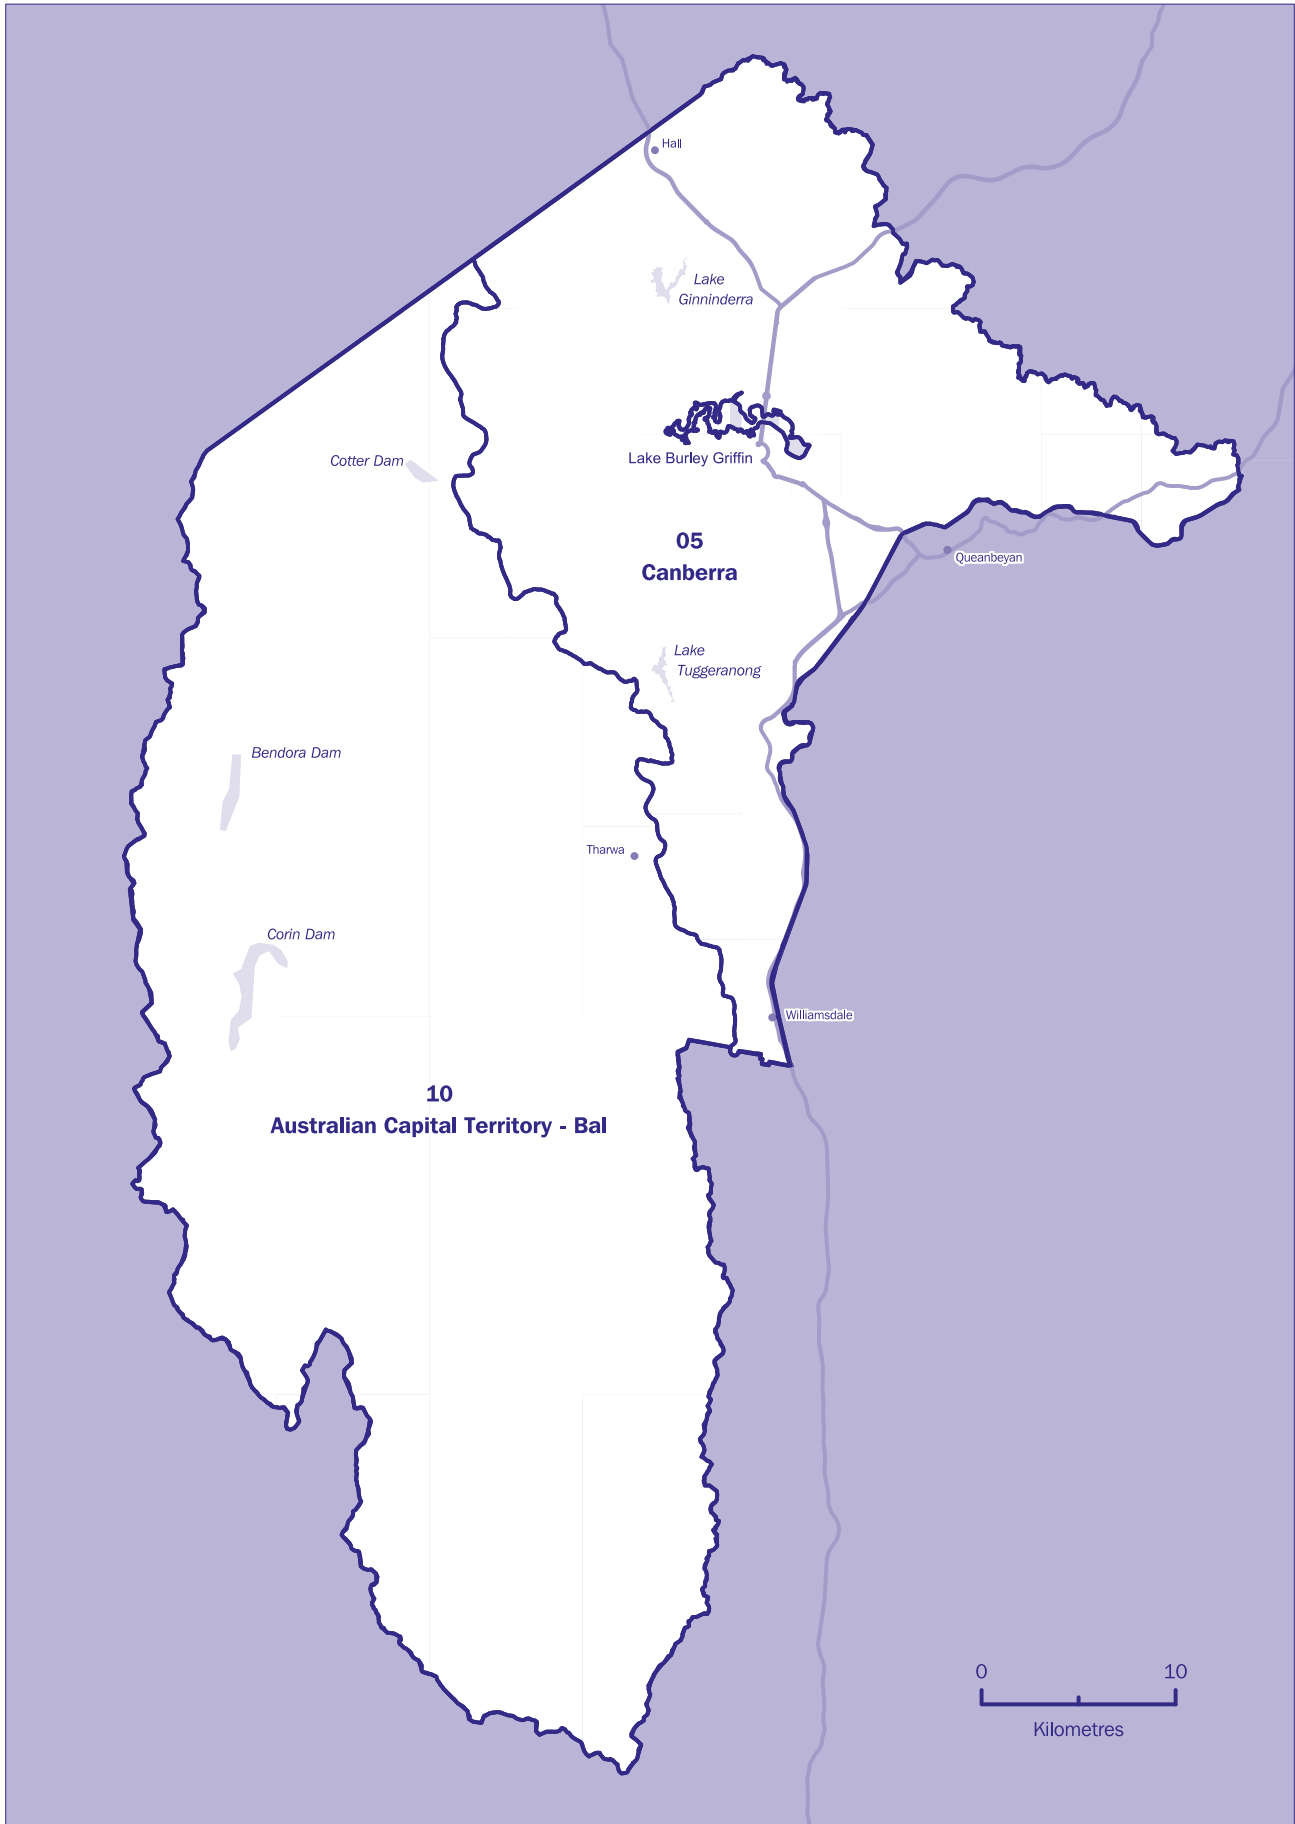 Hall
Lake
Ginninderra
Cotter Dam
Lake Burley Griffin
05
Canberra
Queanbeyan
Lake
Tuggeranong
Bendora Dam
Tharwa
Corin Dam
Williamsdale
10
Australian Capital Territory - Bal
0 10
Kilometres